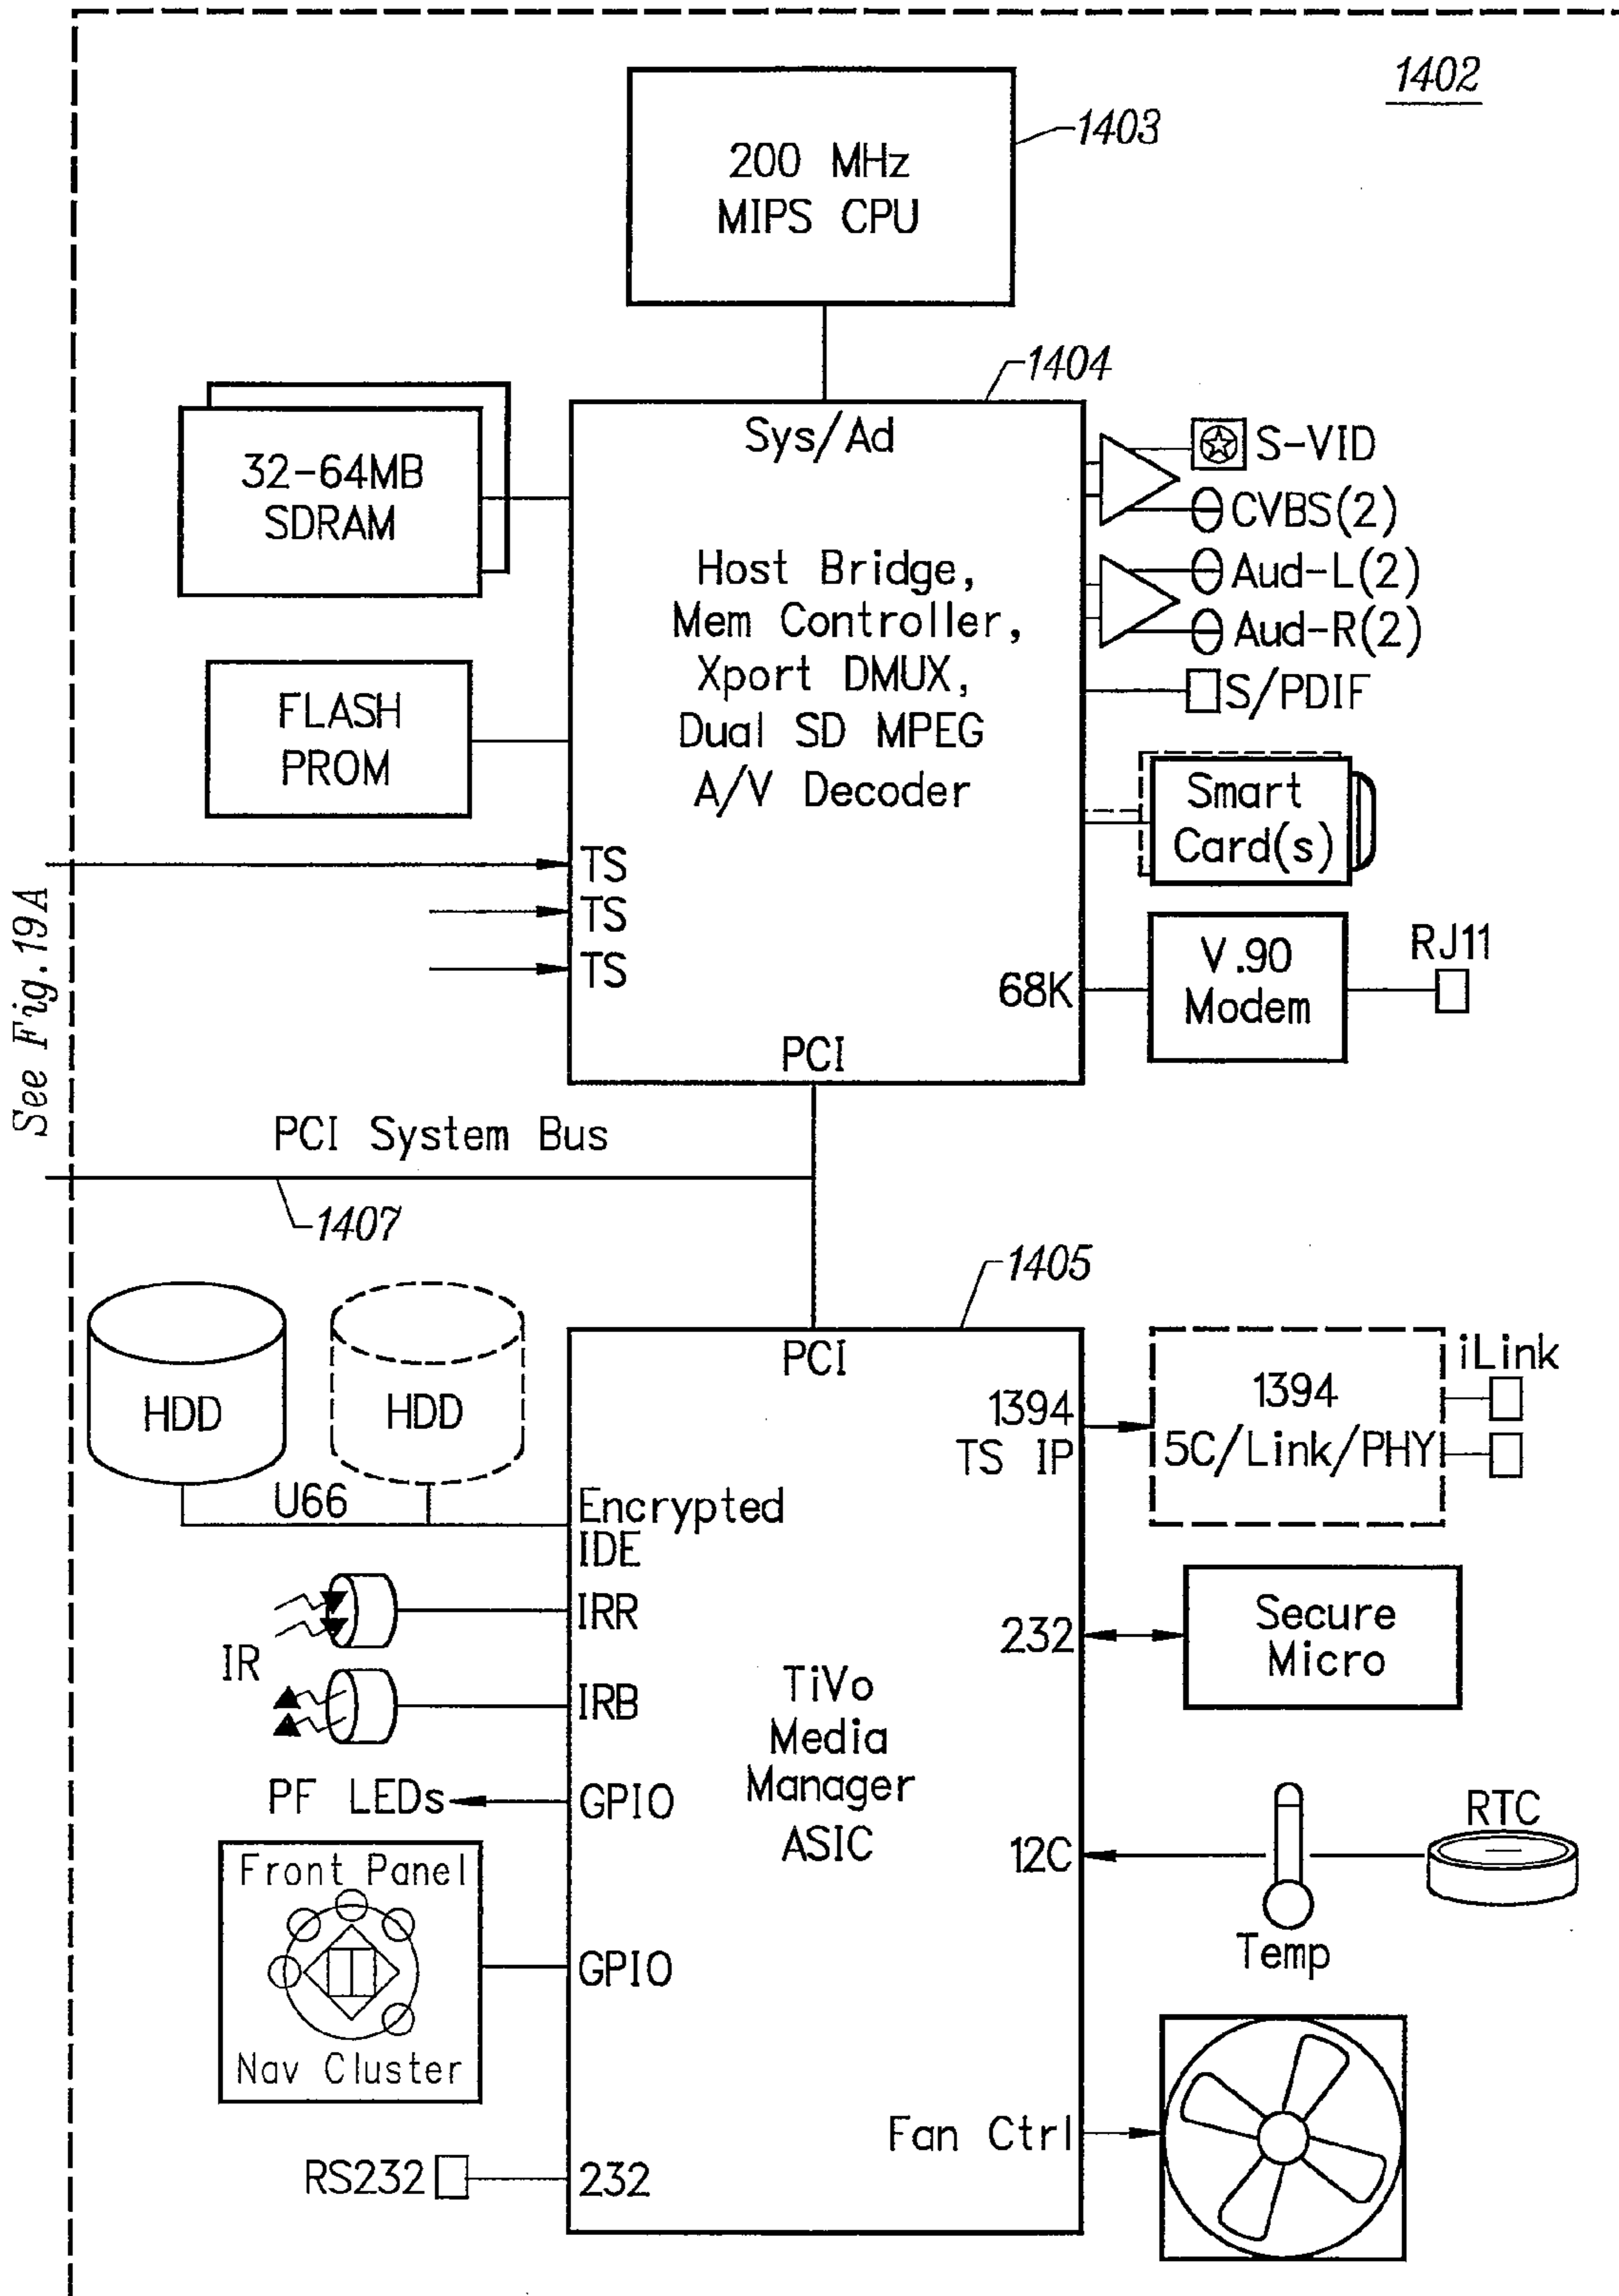 1402
1403
200 MHz
MIPS CPU
1404
Sys/Ad
32-64MB
SDRAM
S-VID
CVBS(2)
Aud-L(2)
Aud-R(2)
S/PDIF
Host Bridge,
Mem Controller,
Xport DMUX,
Dual SD MPEG
A/V Decoder
FLASH
PROM
Smart
Card(s)
TS
TS
TS
68K
V.90
Modem
RJ11
PCI
See Fig.19A
PCI System Bus
1407
1405
PCI
HDD
HDD
U66
1394
TS IP
1394
5C/Link/PHY
iLink
Encrypted
IDE
IR
IRR
IRB
232
Secure
Micro
TiVo
Media
Manager
ASIC
PF LEDs
GPIO
12C
Temp
RTC
Front Panel
Nav Cluster
GPIO
Fan Ctrl
RS232
232